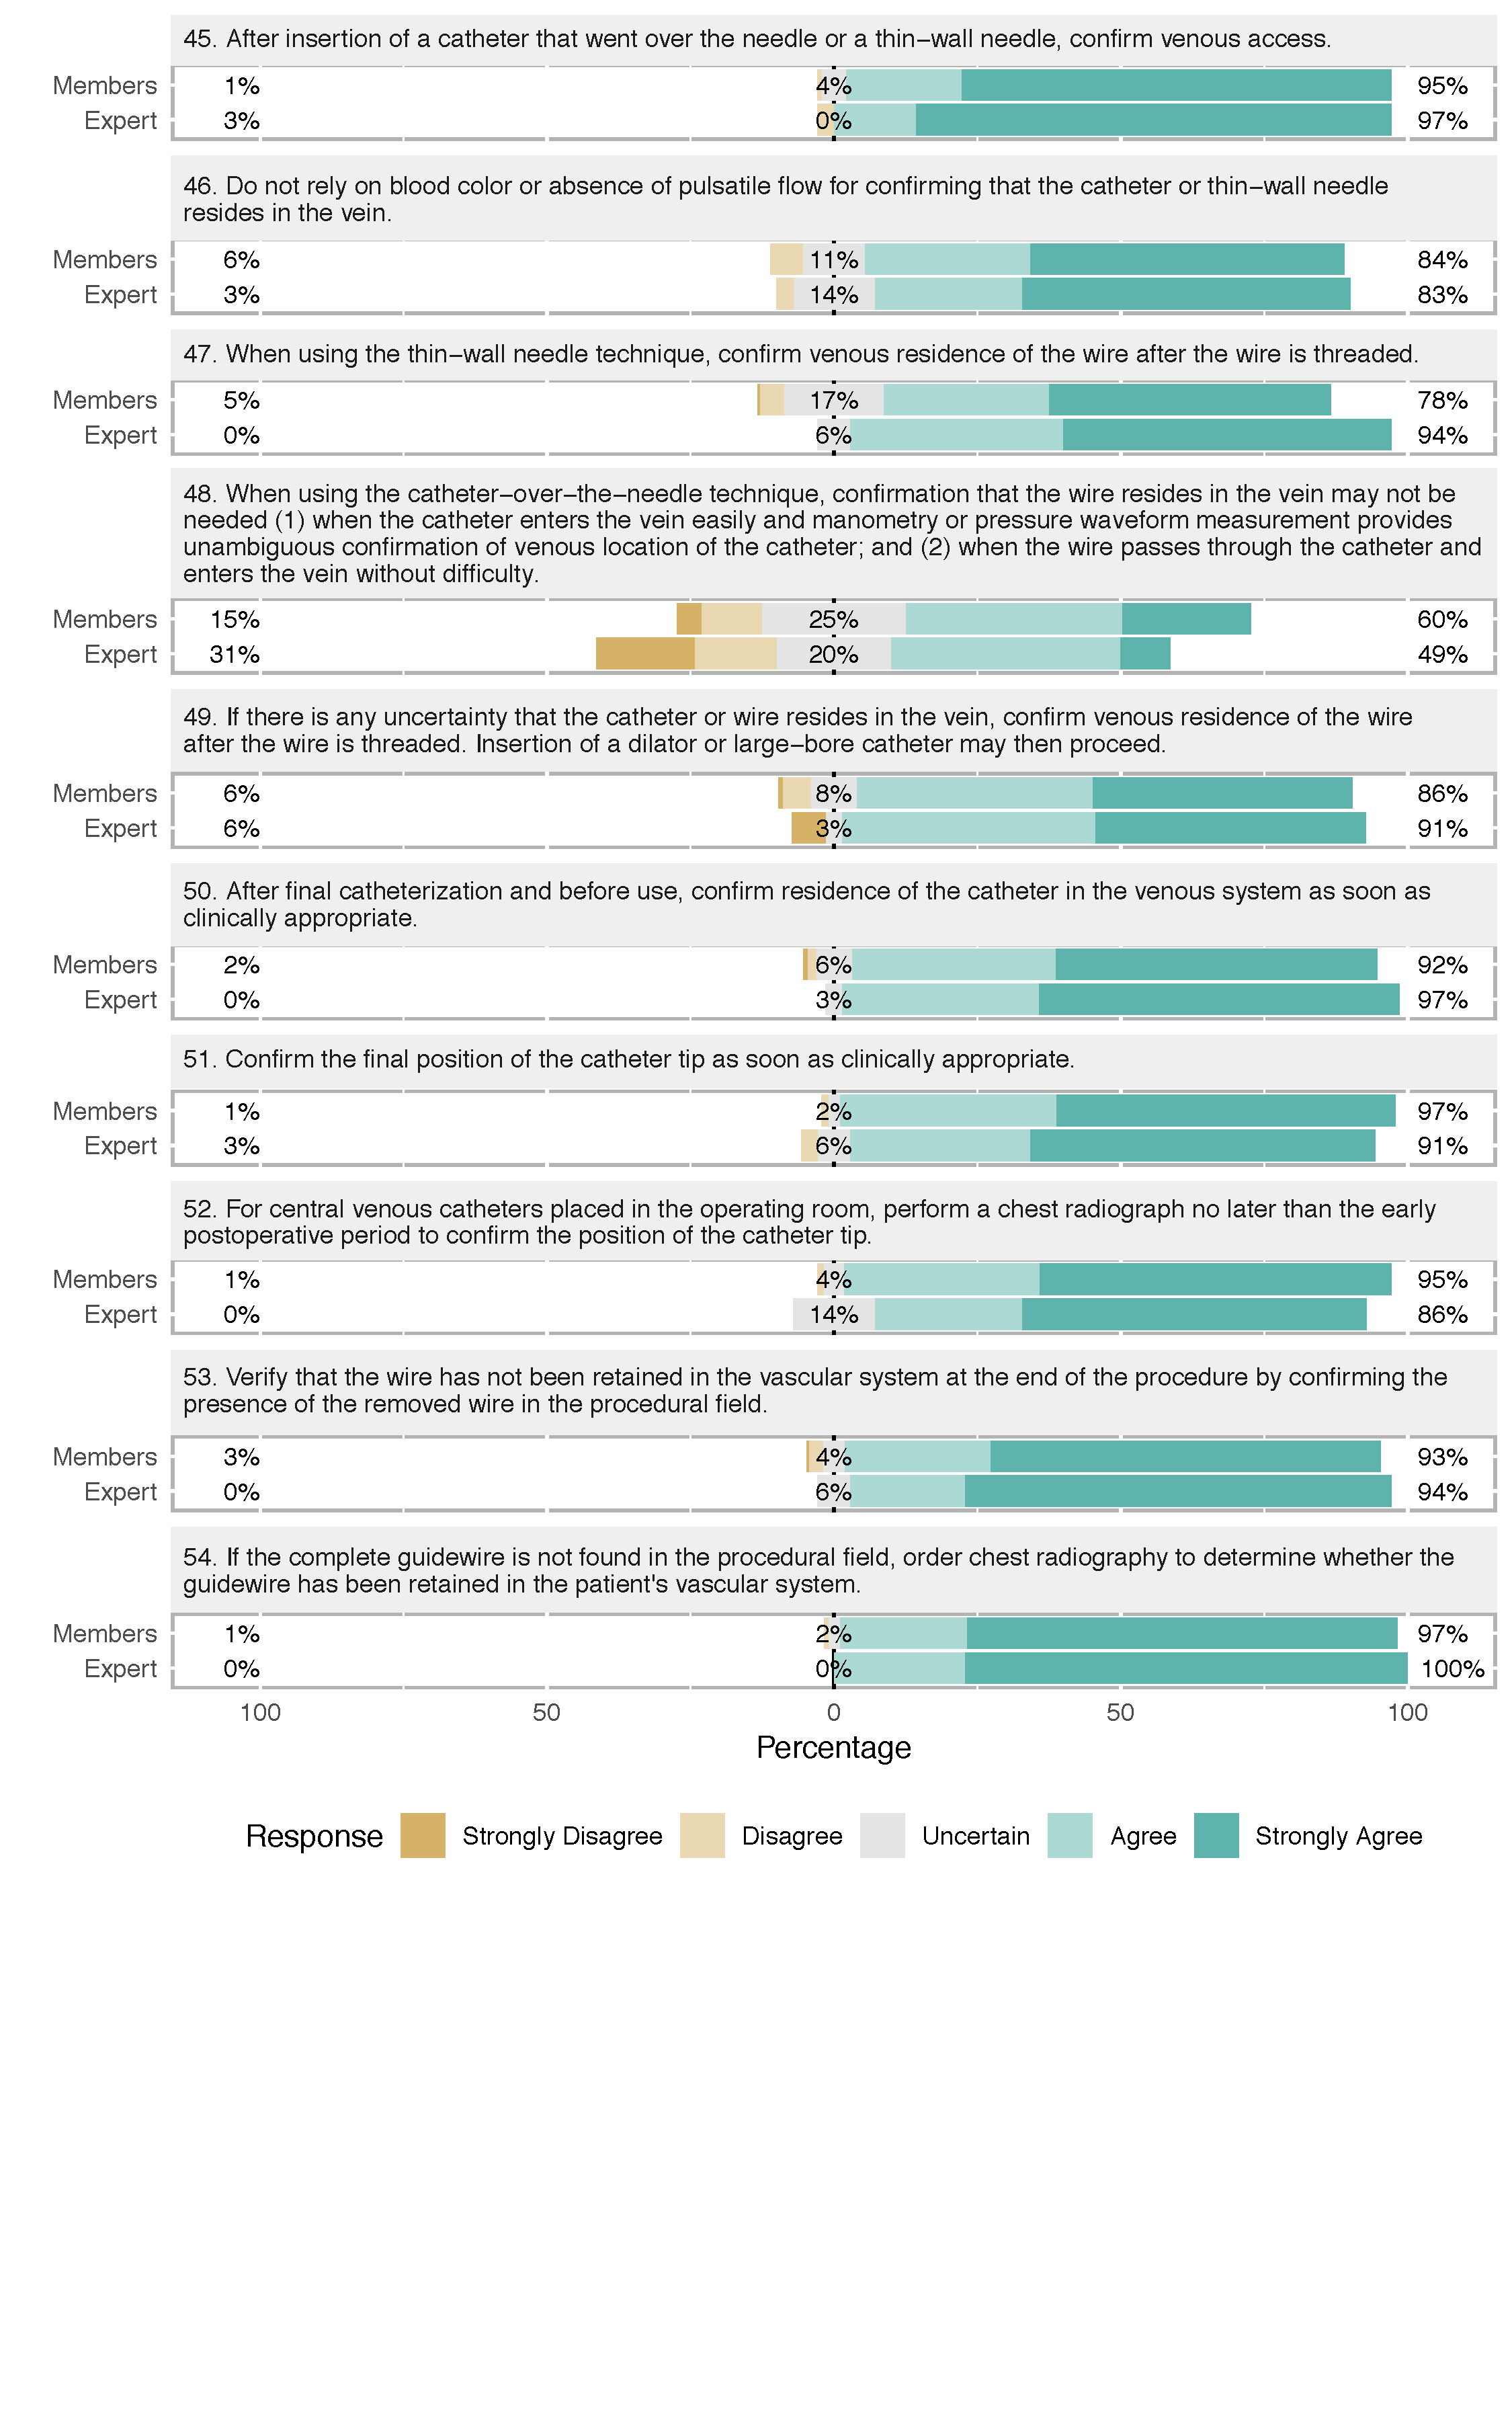 45. After insertion of a catheter that went over the needle or a thin−wall needle, confirm venous access.
Members 1% 4% 95%
Expert 3% 0% 97%
46. Do not rely on blood color or absence of pulsatile flow for confirming that the catheter or thin−wall needle
resides in the vein.
Members 6% 11% 84%
Expert 3% 14% 83%
47. When using the thin−wall needle technique, confirm venous residence of the wire after the wire is threaded.
Members 5% 17% 78%
Expert 0% 6% 94%
48. When using the catheter−over−the−needle technique, confirmation that the wire resides in the vein may not be
needed (1) when the catheter enters the vein easily and manometry or pressure waveform measurement provides
unambiguous confirmation of venous location of the catheter; and (2) when the wire passes through the catheter and
enters the vein without difficulty.
Members 15% 25% 60%
Expert 31% 20% 49%
49. If there is any uncertainty that the catheter or wire resides in the vein, confirm venous residence of the wire
after the wire is threaded. Insertion of a dilator or large−bore catheter may then proceed.
Members 6% 8% 86%
Expert 6% 3% 91%
50. After final catheterization and before use, confirm residence of the catheter in the venous system as soon as
clinically appropriate.
Members 2% 6% 92%
Expert 0% 3% 97%
51. Confirm the final position of the catheter tip as soon as clinically appropriate.
Members 1% 2% 97%
Expert 3% 6% 91%
52. For central venous catheters placed in the operating room, perform a chest radiograph no later than the early
postoperative period to confirm the position of the catheter tip.
Members 1% 4% 95%
Expert 0% 14% 86%
53. Verify that the wire has not been retained in the vascular system at the end of the procedure by confirming the
presence of the removed wire in the procedural field.
Members 3% 4% 93%
Expert 0% 6% 94%
54. If the complete guidewire is not found in the procedural field, order chest radiography to determine whether the
guidewire has been retained in the patient's vascular system.
Members 1% 2% 97%
Expert 0% 0% 100%
100 50 0 50 100
Percentage
Response Strongly Disagree Disagree Uncertain Agree Strongly Agree